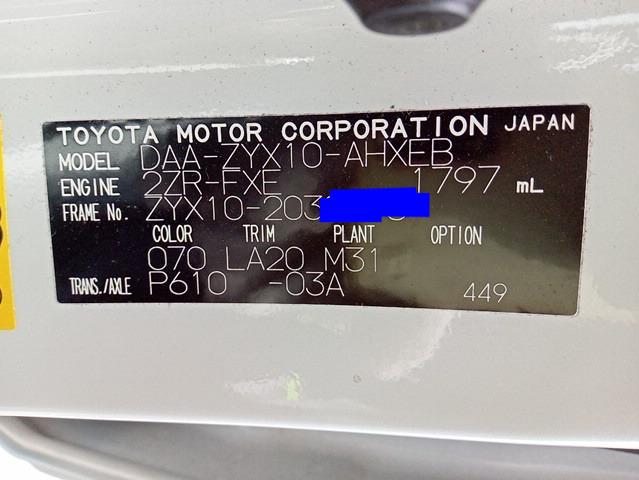 TOYOTA MOTOR CORPORATION JAPAN
MODEL DAA-ZYX10-AHXEB
ENGINE 2ZR-FXE 1797 mL
FRAME No. ZYX10-203
COLOR TRIM PLANT OPTION
070 LA20 M31
TRANS./AXLE P610 -03A 449